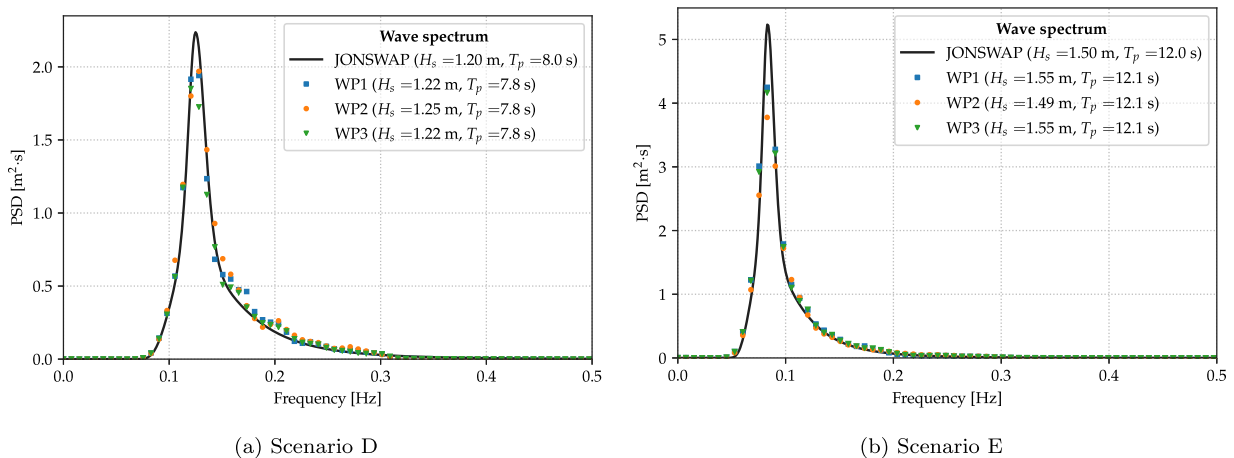 Wave spectrum
JONSWAP (Hs =1.20 m, Tp =8.0 s)
WP1 (Hs =1.22 m, Tp =7.8 s)
WP2 (Hs =1.25 m, Tp =7.8 s)
WP3 (Hs =1.22 m, Tp =7.8 s)
PSD [m²·s]
2.0
1.5
1.0
0.5
0.0
0.0 0.1 0.2 0.3 0.4 0.5
Frequency [Hz]
(a) Scenario D
Wave spectrum
JONSWAP (Hs =1.50 m, Tp =12.0 s)
WP1 (Hs =1.55 m, Tp =12.1 s)
WP2 (Hs =1.49 m, Tp =12.1 s)
WP3 (Hs =1.55 m, Tp =12.1 s)
PSD [m²·s]
5
4
3
2
1
0
0.0 0.1 0.2 0.3 0.4 0.5
Frequency [Hz]
(b) Scenario E